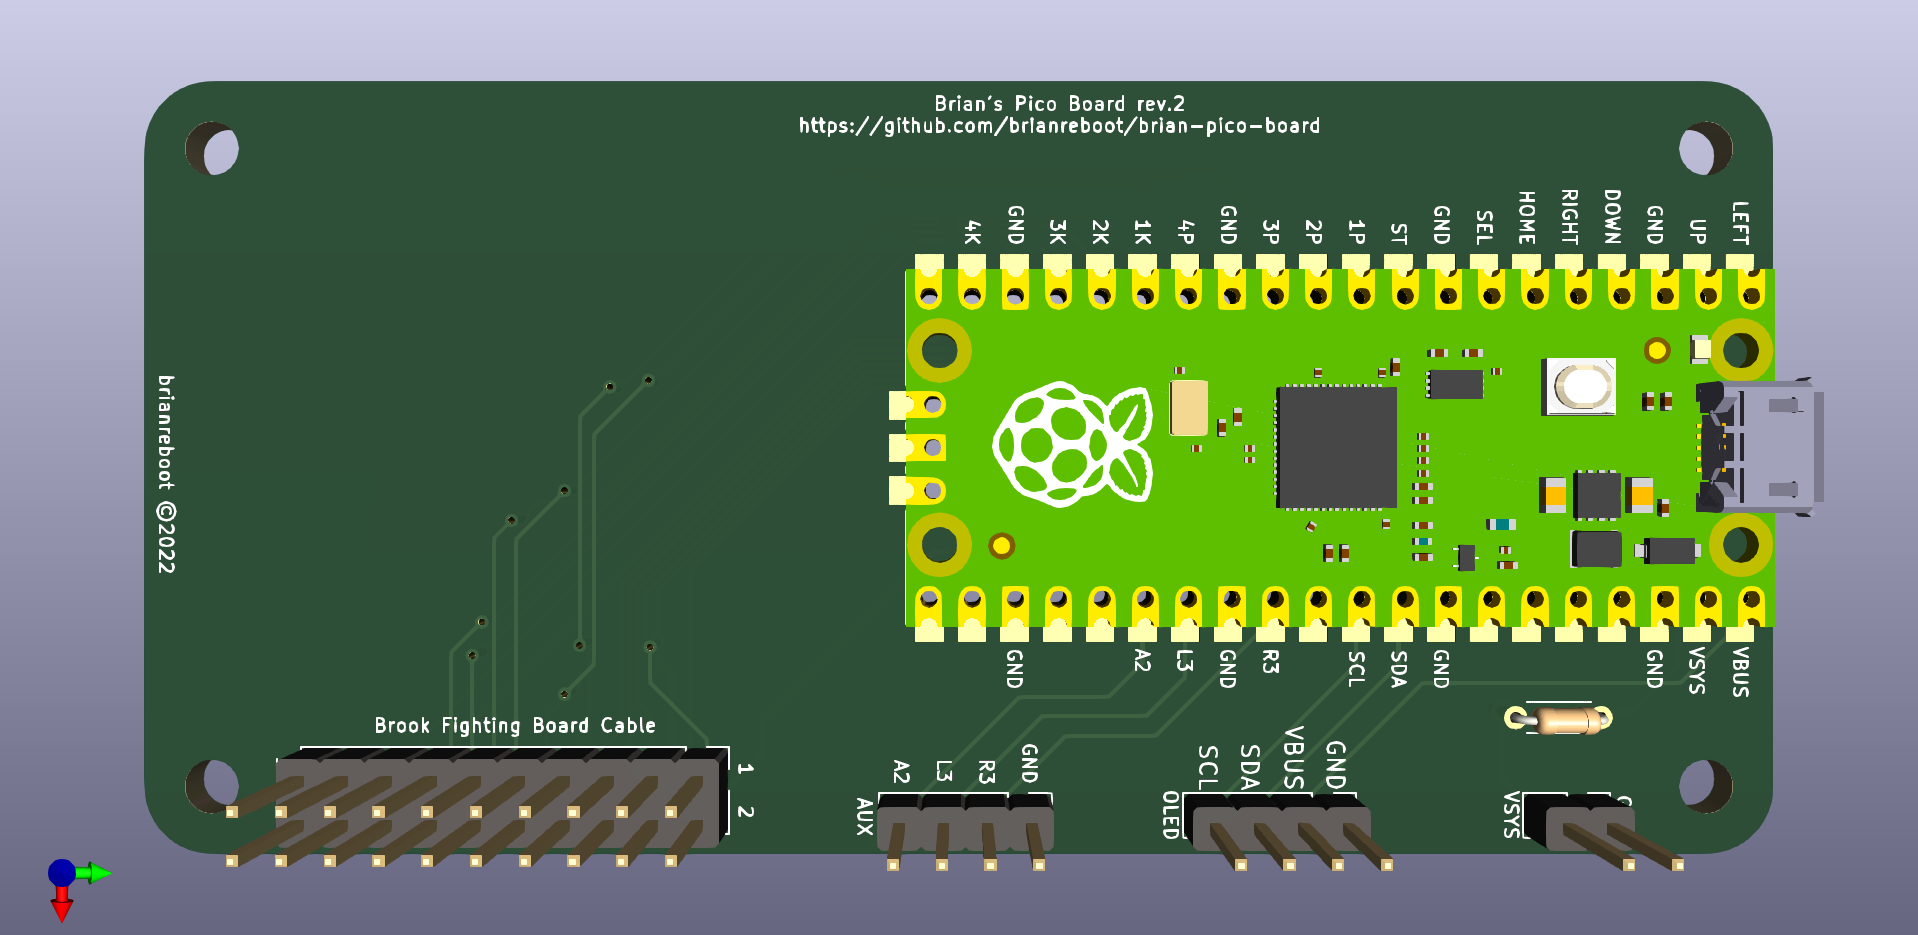 Brian's Pico Board rev.2
https://github.com/brianreboot/brian-pico-board
4K
GND
3K
2K
1K
4P
GND
3P
2P
1P
ST
GND
SEL
HOME
RIGHT
DOWN
GND
UP
LEFT
brianreboot ©2022
GND
A2
L3
GND
R3
SCL
SDA
GND
GND
VSYS
VBUS
Brook Fighting Board Cable
1
2
A2
L3
R3
GND
AUX
SCL
SDA
VBUS
GND
OLED
VSYS